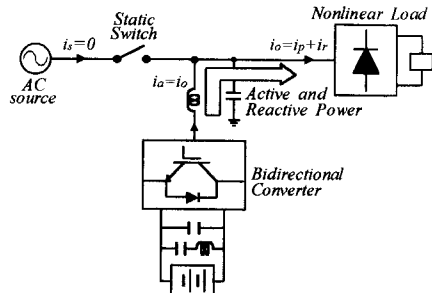 Static
Switch
Nonlinear Load
is=0
io=ip+ir
AC
source
ia=io
Active and
Reactive Power
Bidirectional
Converter